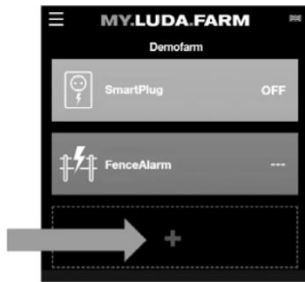 MY.LUDA.FARM
Demofarm
SmartPlug OFF
FenceAlarm ---
+